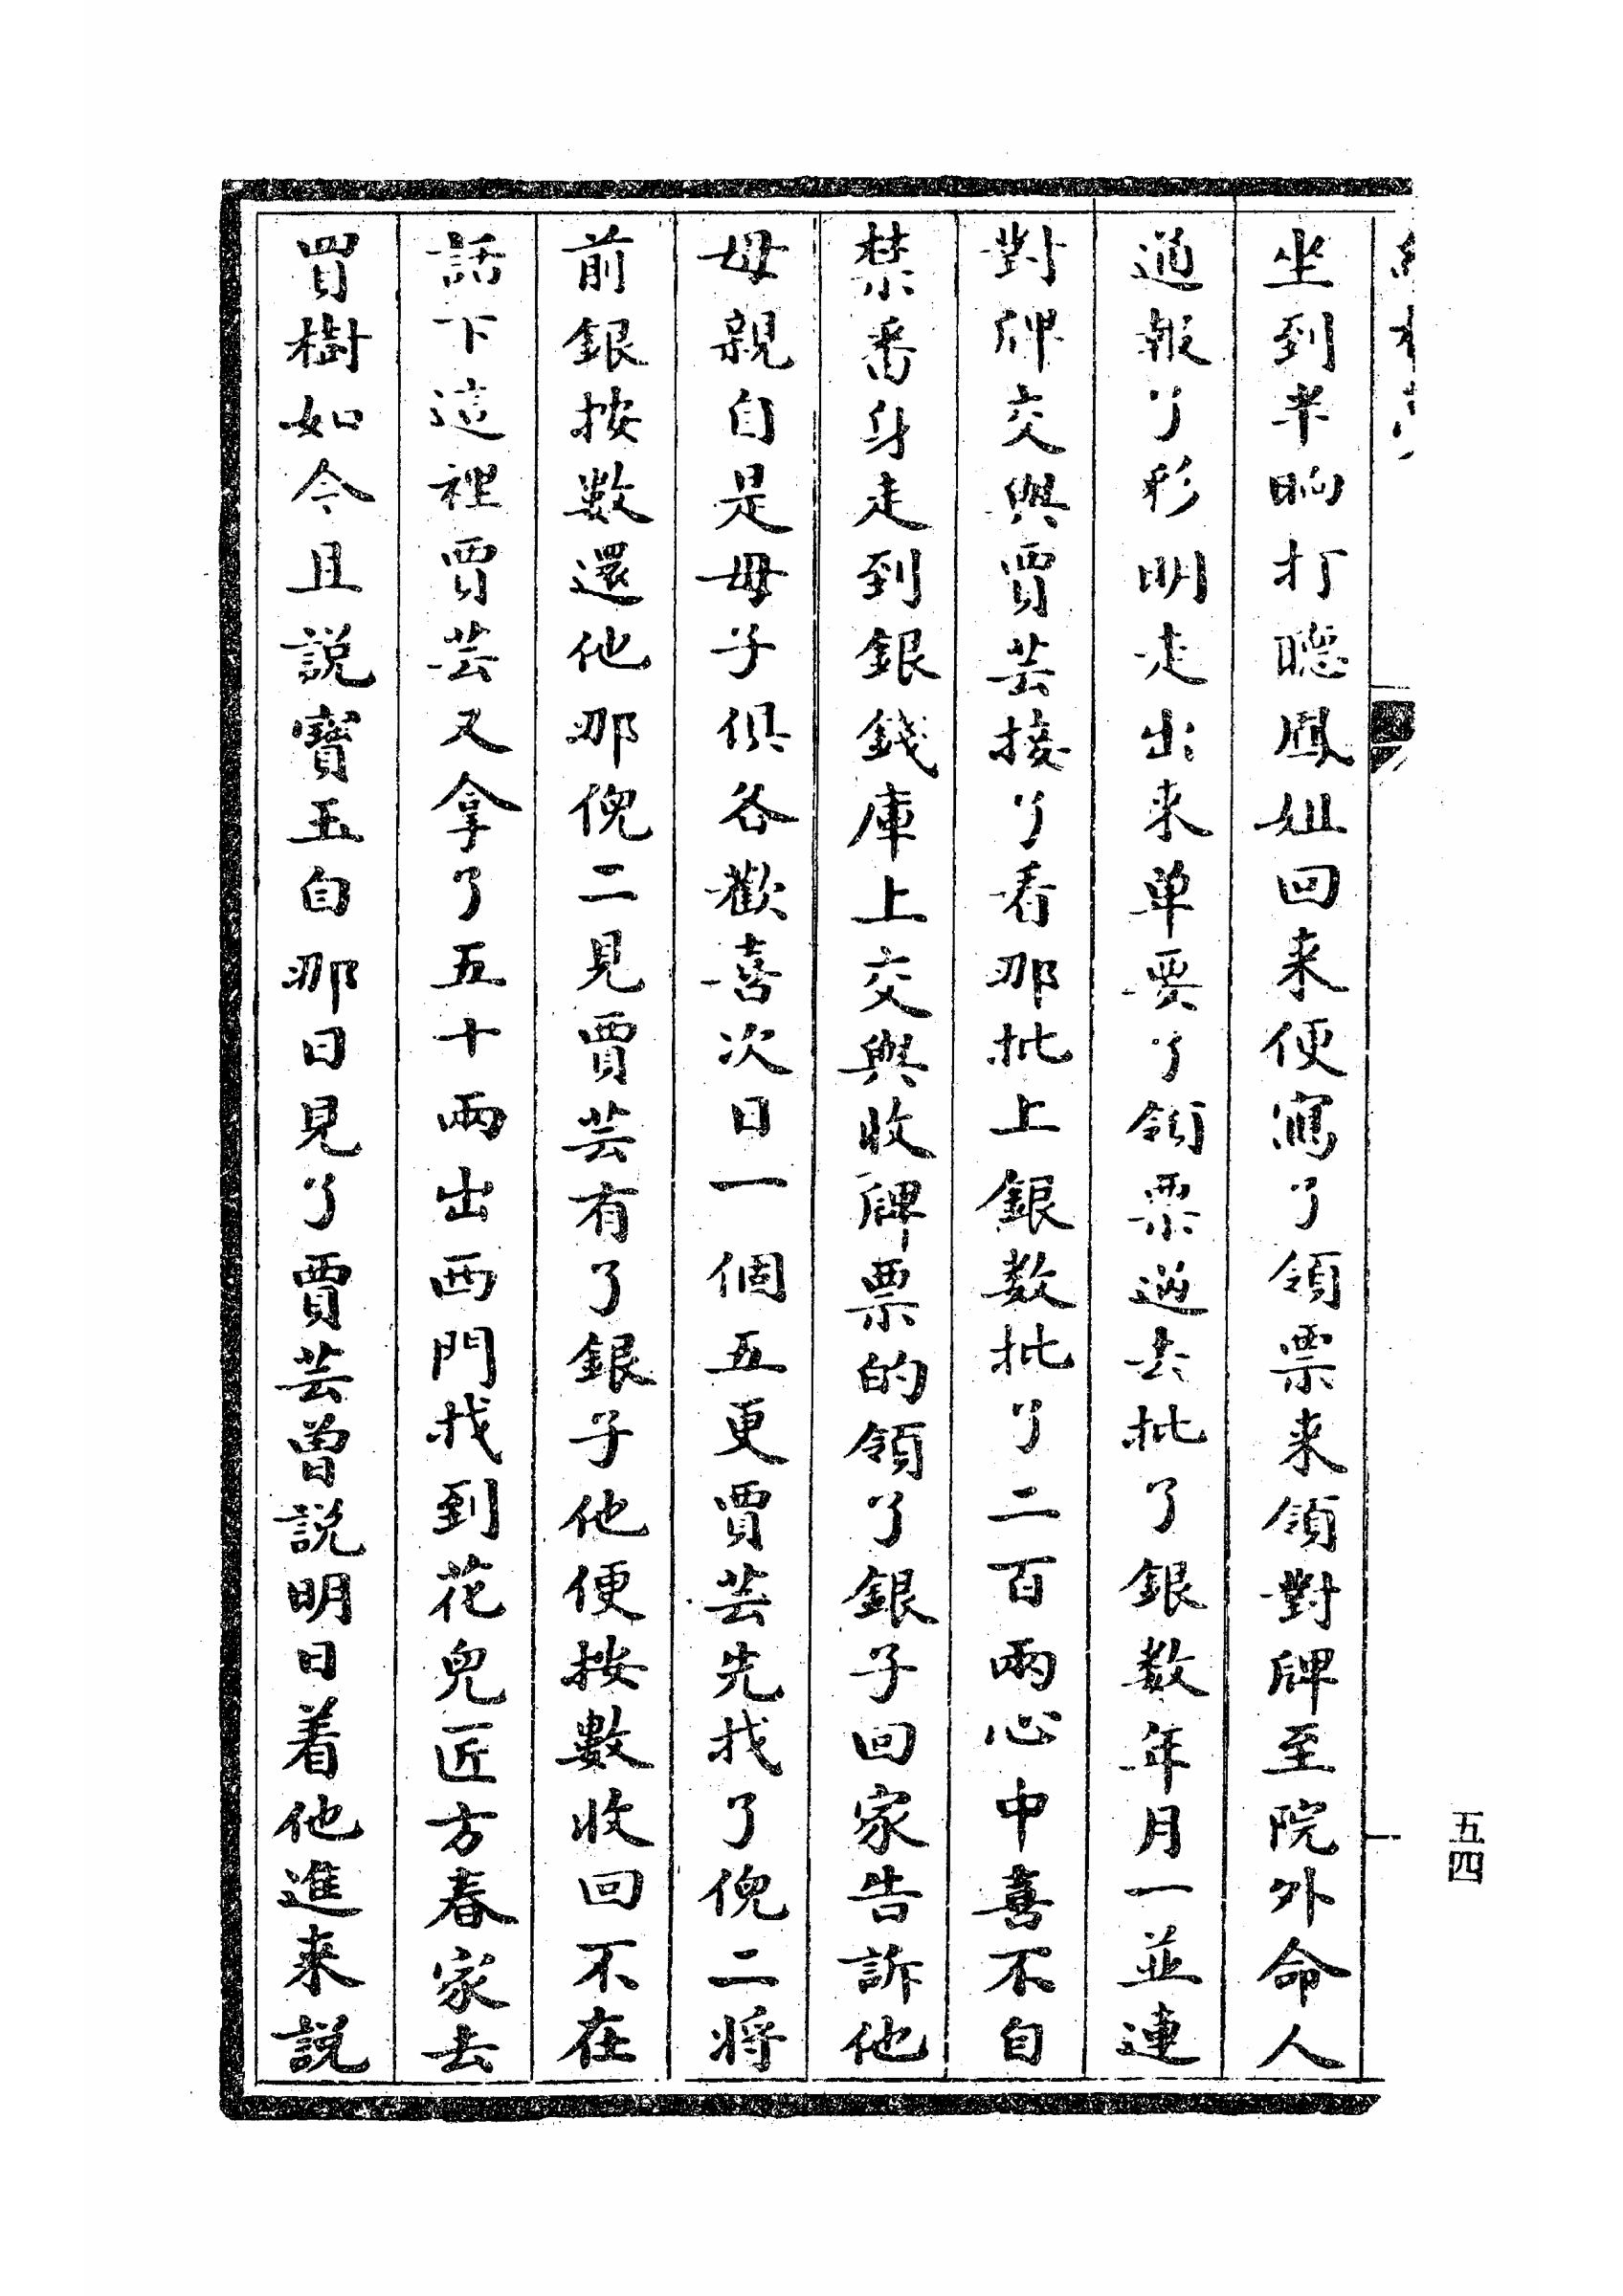 坐到半晌打聽鳳姐回来便寫了領票来領對牌至院外命人
通報了彩明走出来单要了領票進去批了銀数年月一並連
對牌交與賈芸接了看那批上銀数批了二百兩心中喜不自
禁番身走到銀錢庫上交與收牌票的領了銀子回家告訴他
母親自是母子俱各歡喜次日一個五更賈芸先找了倪二將
前銀按數還他那倪二見賈芸有了銀子他便按數收回不在
話下這裡賈芸又拿了五十兩出西門找到花兒匠方春家去
買樹如今且說寶玉自那日見了賈芸曾說明日着他進来說
五四